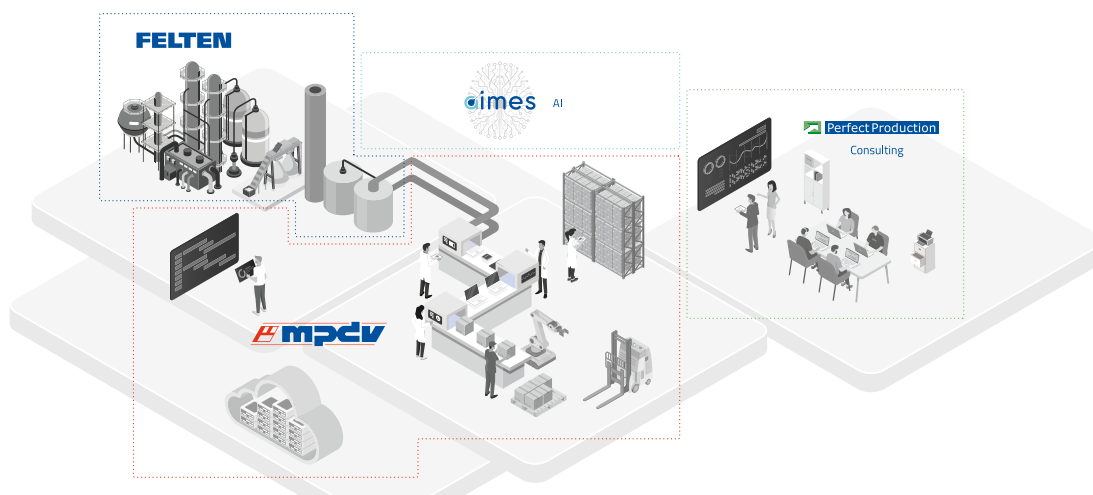 FELTEN
aimes AI
Perfect Production
Consulting
mpdv